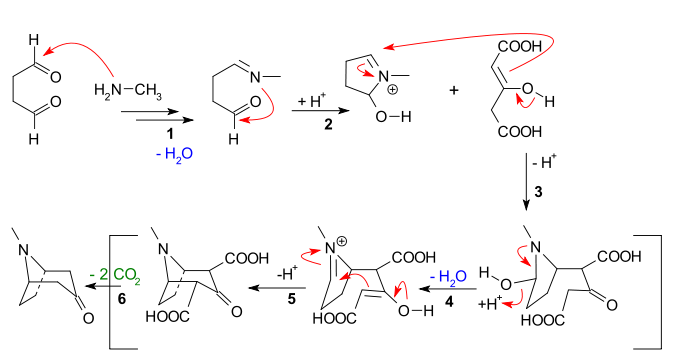 H
O
O
H
H₂N CH₃
1
- H₂O
N
O
H
+ H⁺
2
N
⊕
O—H
+
COOH
O
H
COOH
- H⁺
3
N
O
- 2 CO₂
6
N
COOH
O
HOOC
-H⁺
5
N
⊕
COOH
O—H
HOOC
- H₂O
4
N
H
O
+H⁺
COOH
O
HOOC